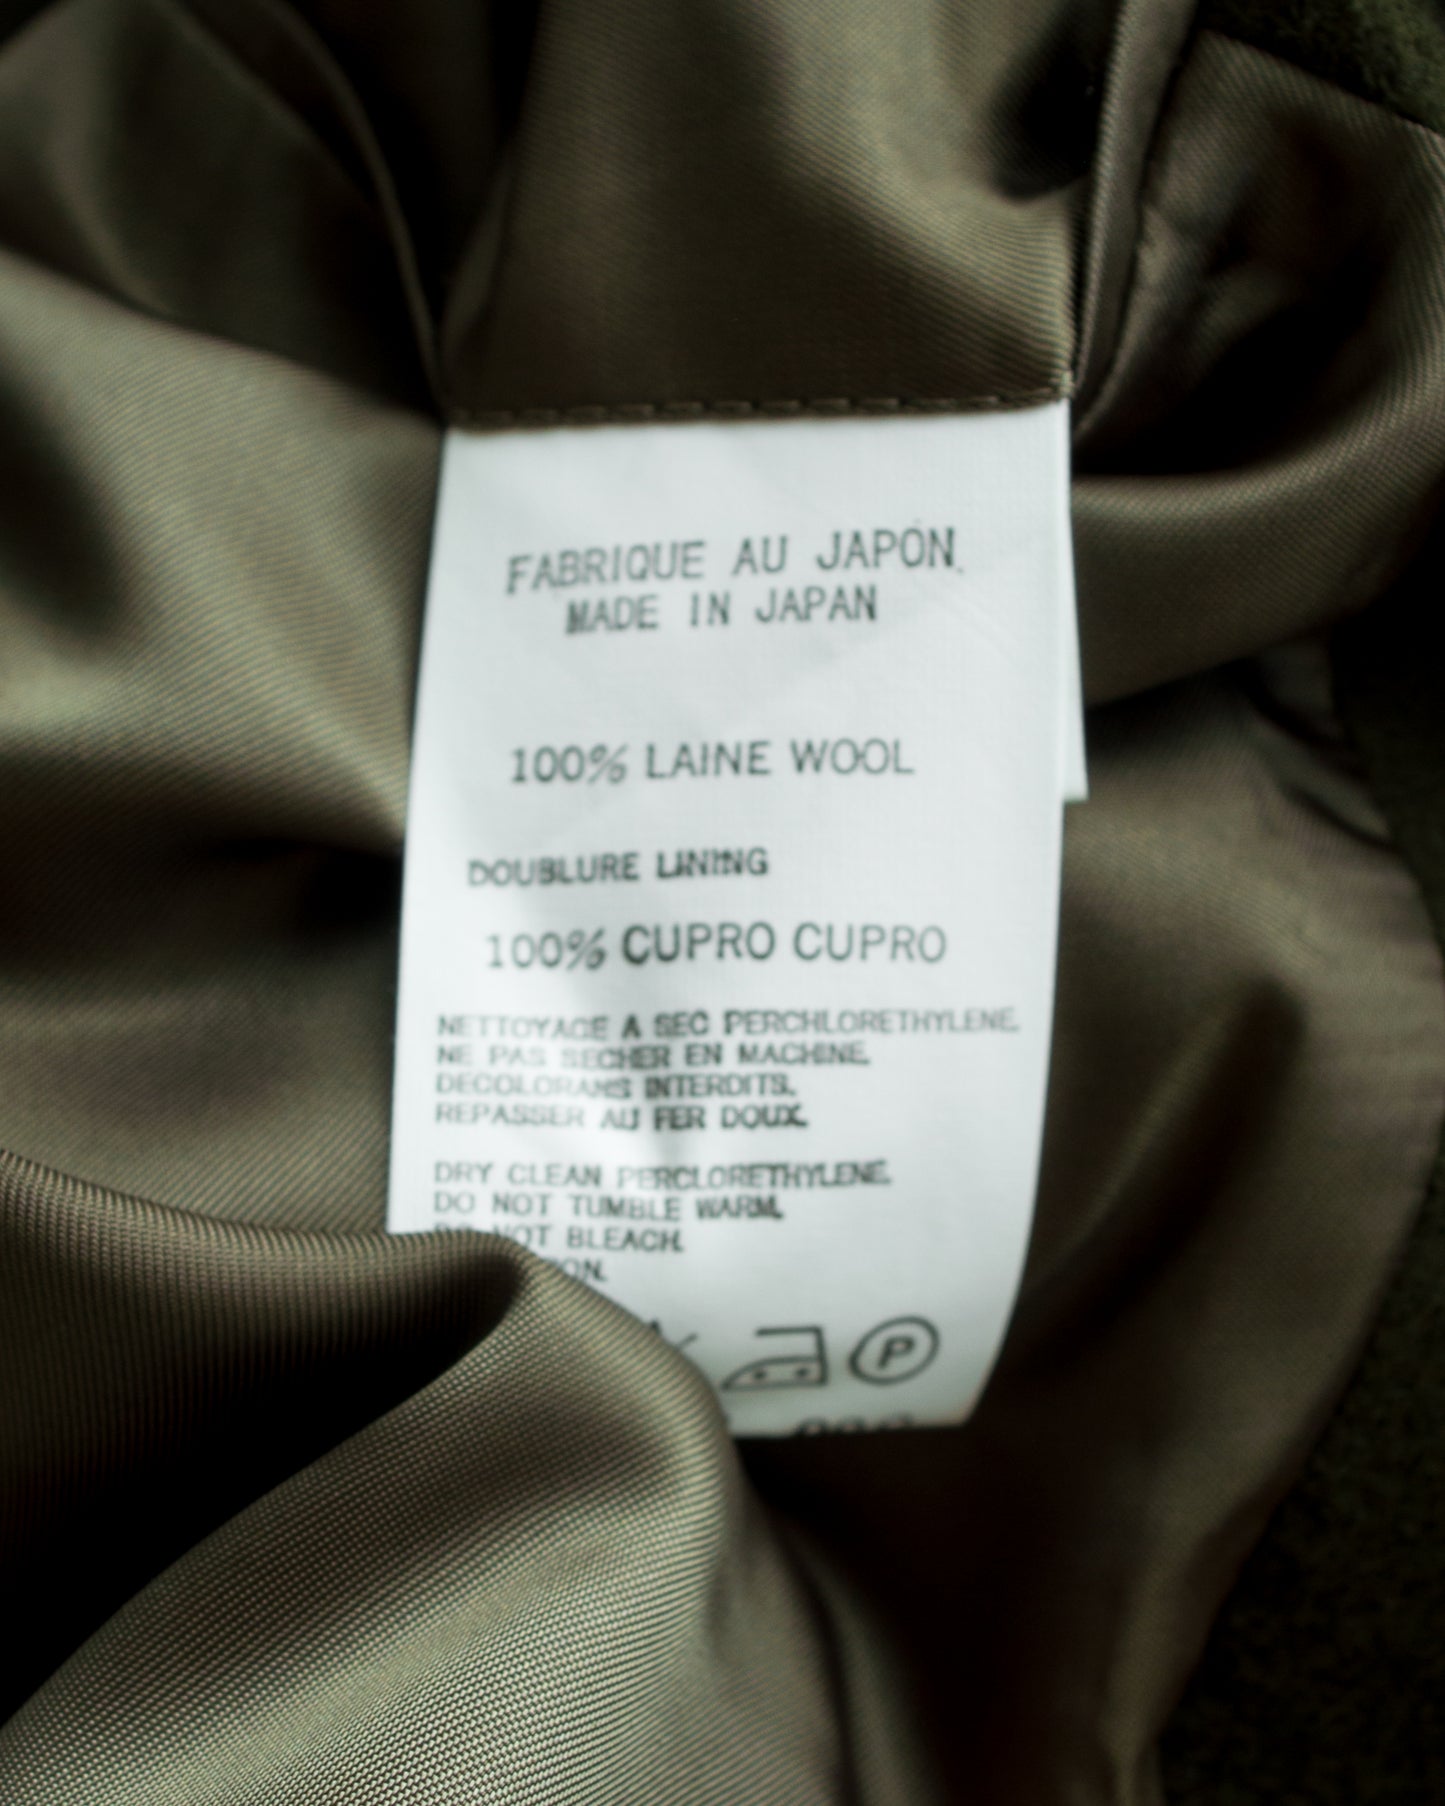 FABRIQUE AU JAPON.
MADE IN JAPAN
100% LAINE WOOL
DOUBLURE LINING
100% CUPRO CUPRO
NETTOYAGE A SEC PERCHLORETHYLENE.
NE PAS SECHER EN MACHINE.
DECOLORANS INTERDITS.
REPASSER AU FER DOUX.
DRY CLEAN PERCLORETHYLENE.
DO NOT TUMBLE WARM.
DO NOT BLEACH.
P